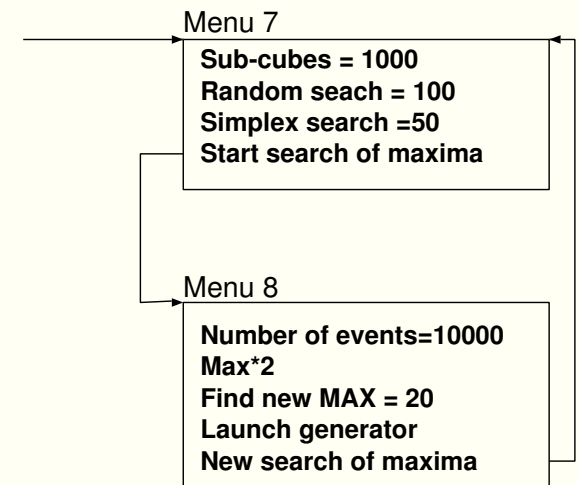 Menu 7
Sub-cubes = 1000
Random seach = 100
Simplex search =50
Start search of maxima
Menu 8
Number of events=10000
Max*2
Find new MAX = 20
Launch generator
New search of maxima